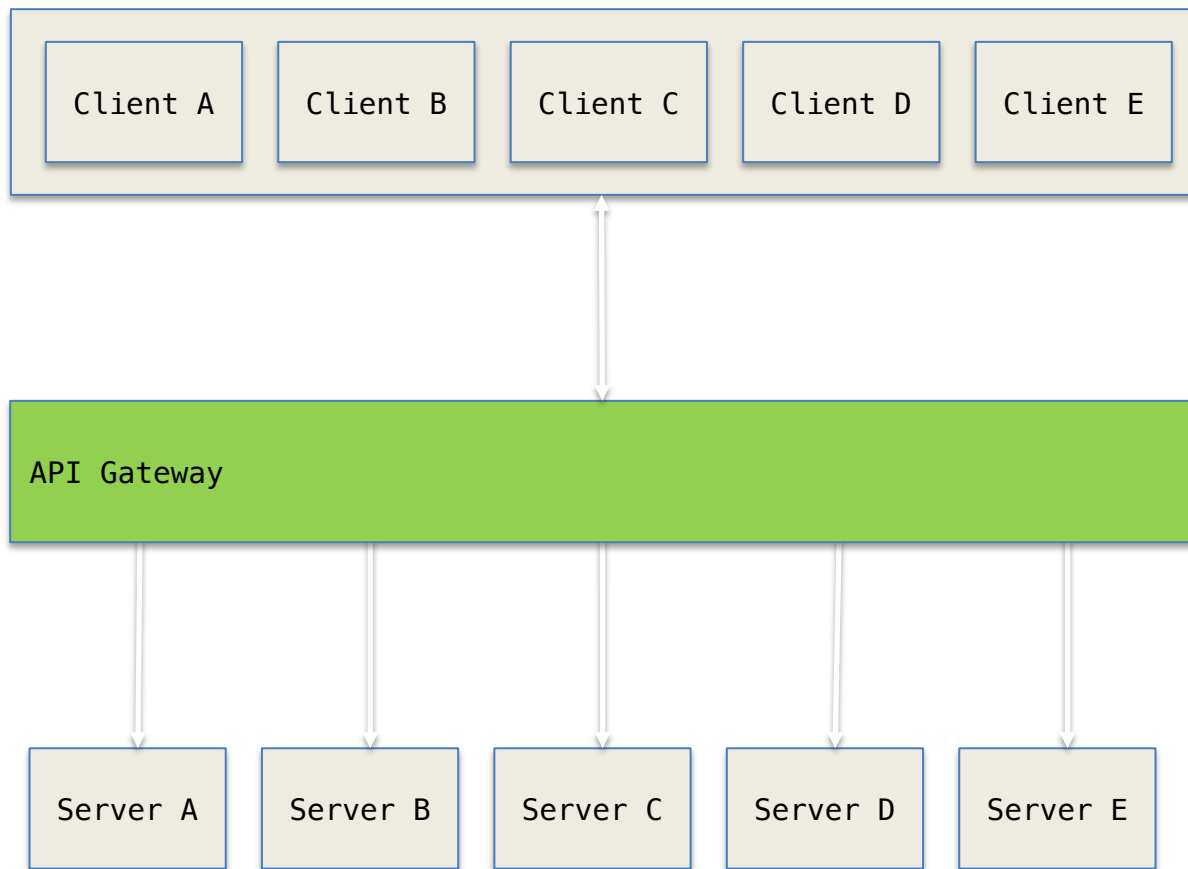 Client A
Client B
Client C
Client D
Client E
API Gateway
Server A
Server B
Server C
Server D
Server E